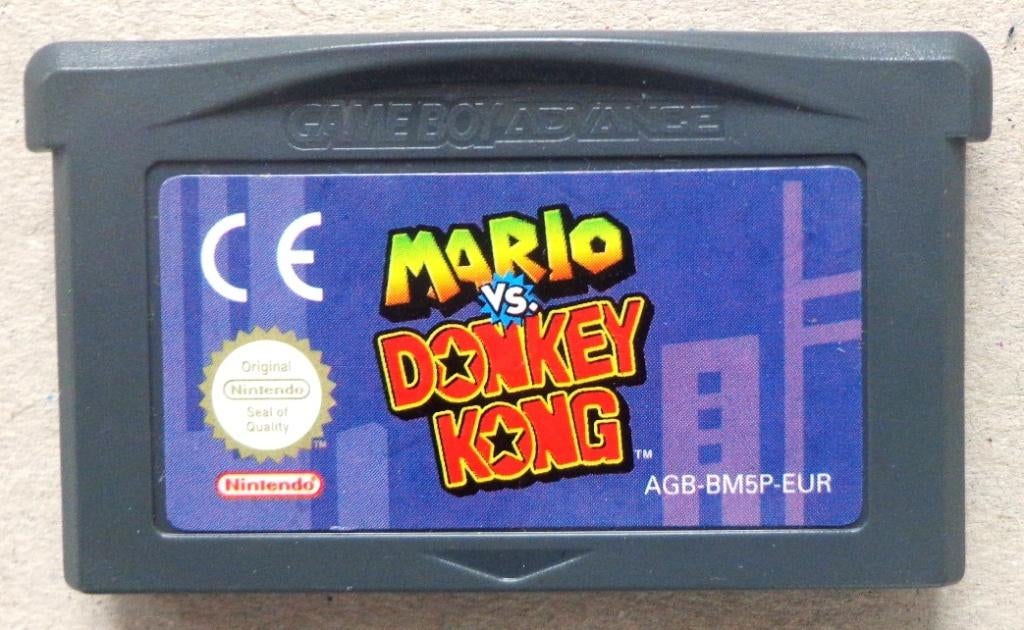 GAME BOY ADVANCE
CE
MARIO
VS.
DONKEY
KONG
TM
Original
Nintendo
Seal of
Quality
TM
Nintendo
AGB-BM5P-EUR